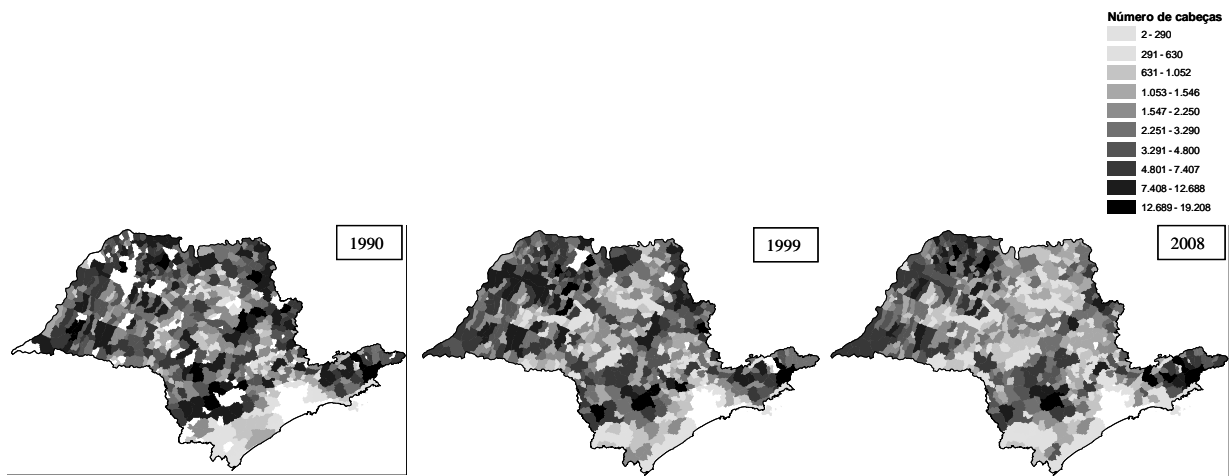 Número de cabeças
2 - 290
291 - 630
631 - 1.052
1.053 - 1.546
1.547 - 2.250
2.251 - 3.290
3.291 - 4.800
4.801 - 7.407
7.408 - 12.688
12.689 - 19.208
1990
1999
2008